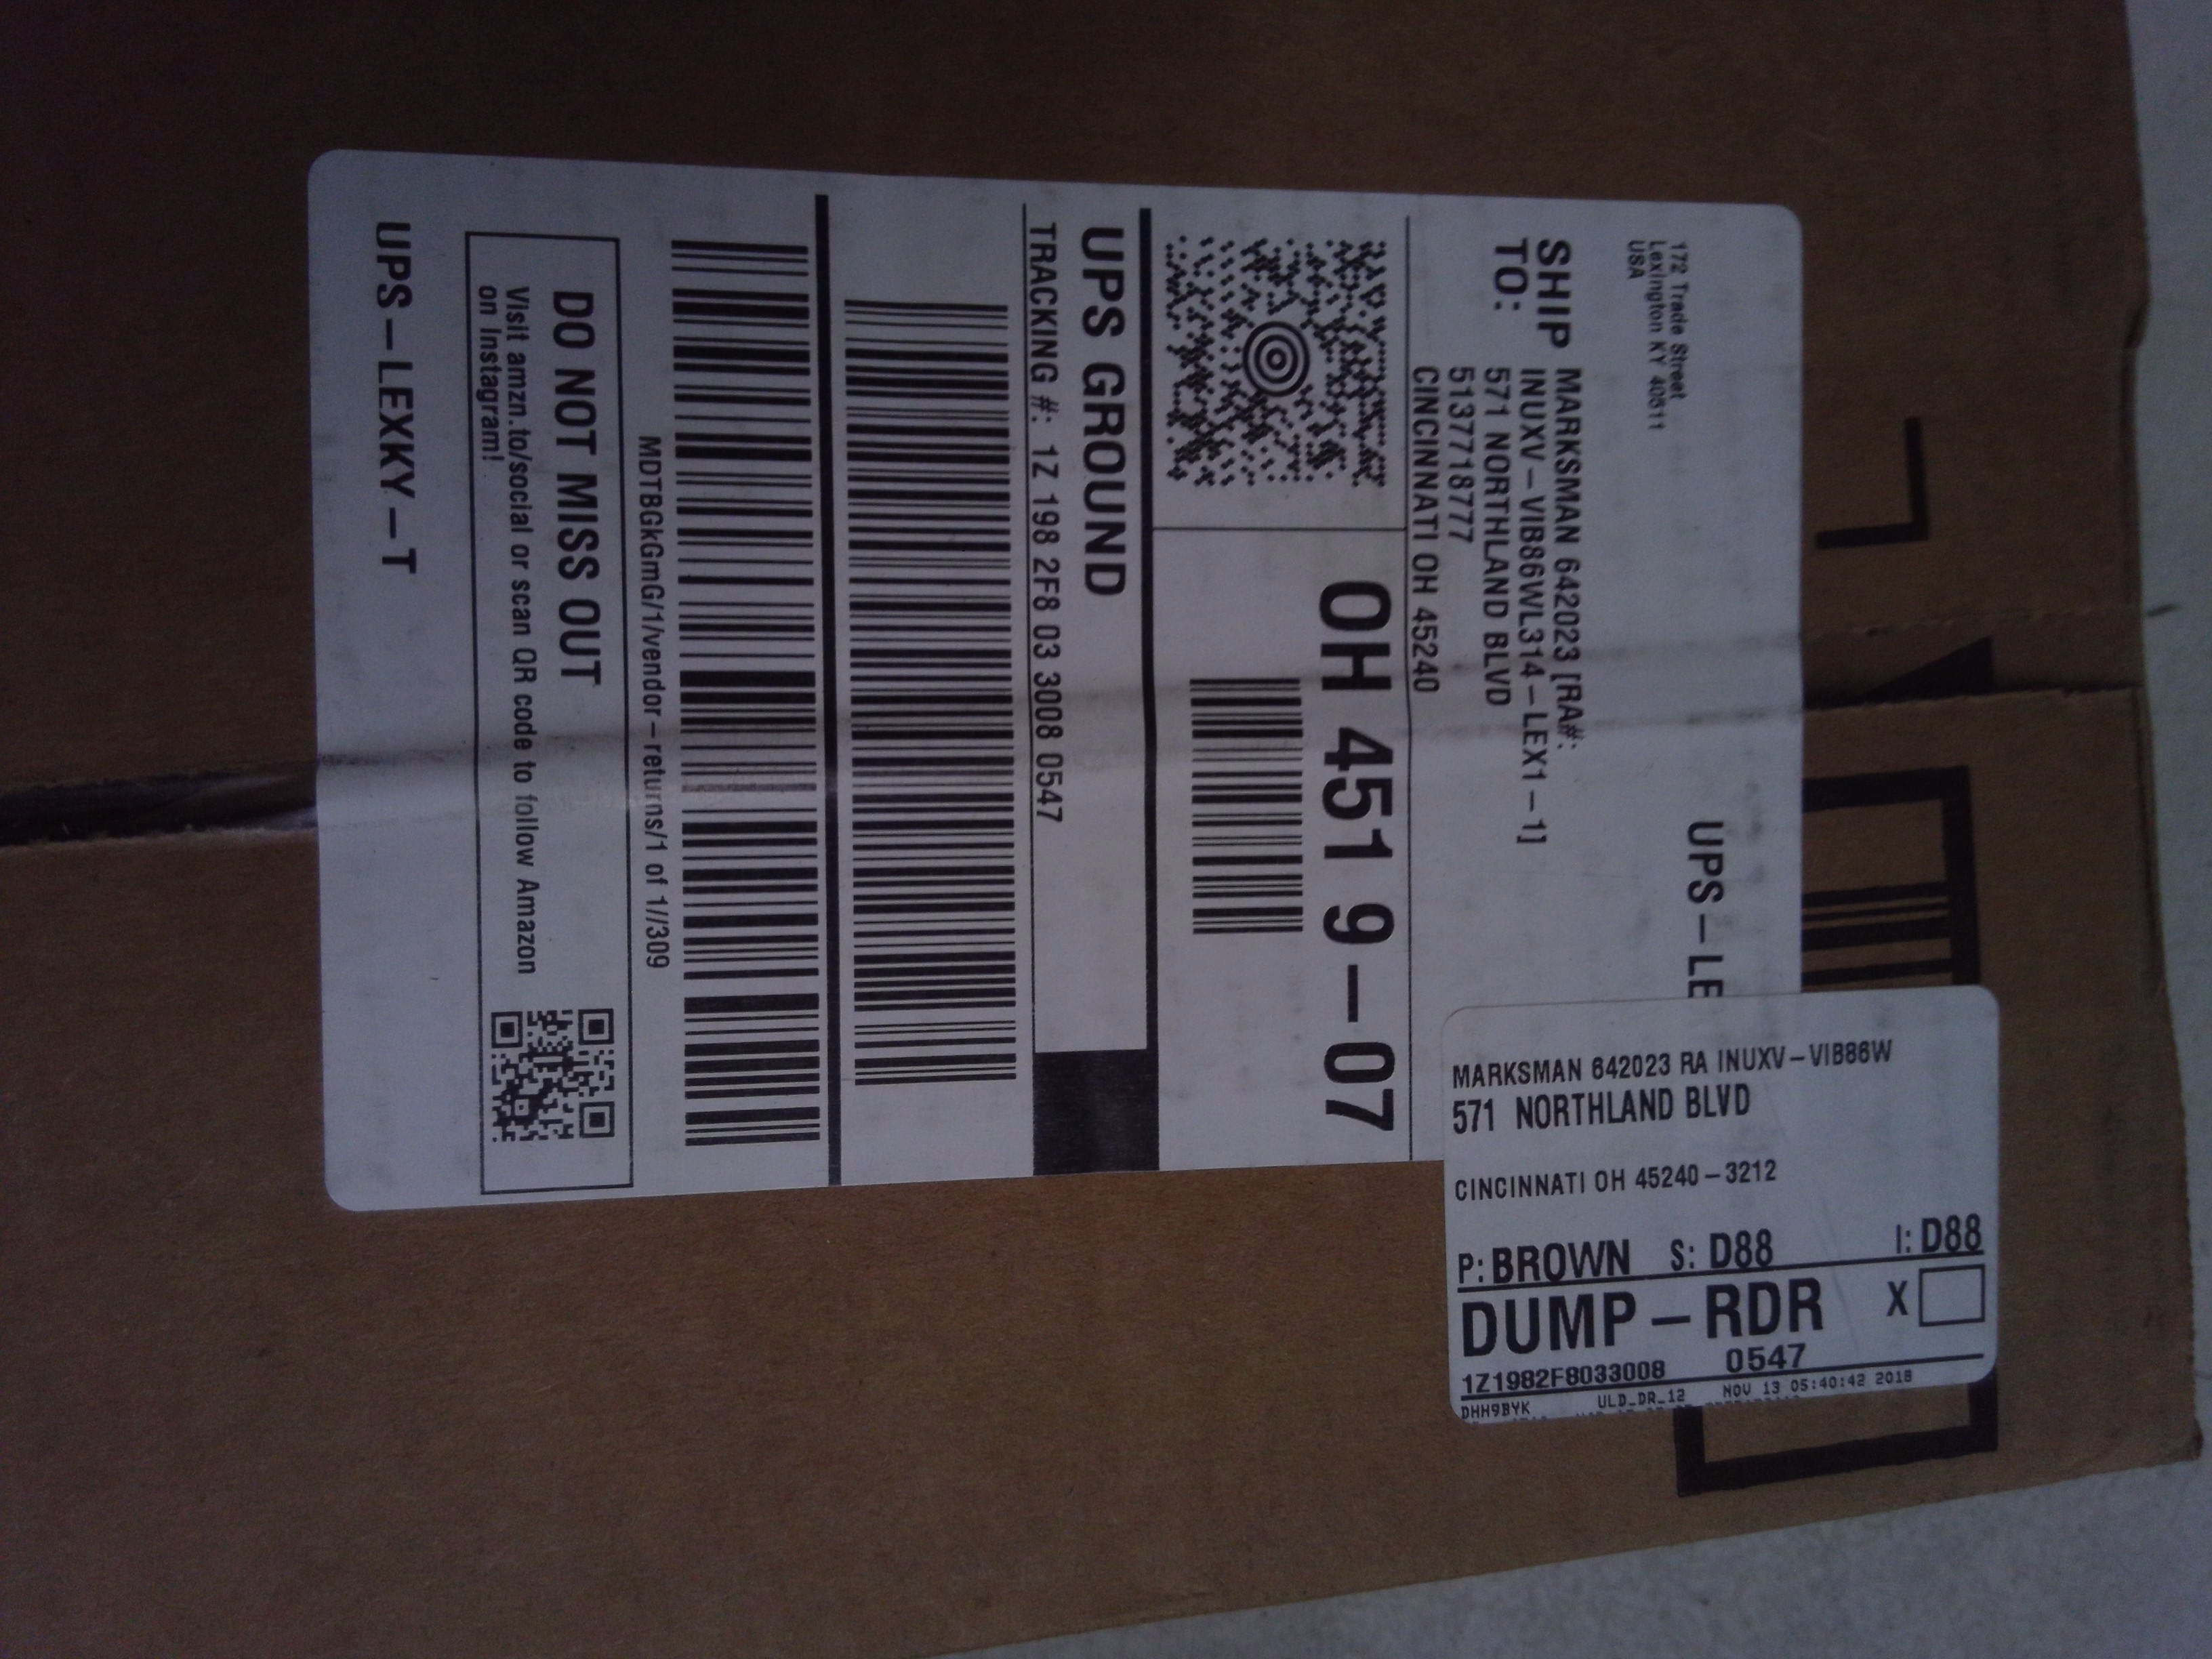 172 Trade Street
Lexington KY 40511
USA
UPS-LE
SHIP
TO:
MARKSMAN 642023 [RA#:
INUXV-VIB86WL314-LEX1-1]
571 NORTHLAND BLVD
5137718777
CINCINNATI OH 45240
OH 451 9-07
UPS GROUND
TRACKING #: 1Z 198 2F8 03 3008 0547
MDTBGkGmG/1/vendor-returns/1 of 1//309
DO NOT MISS OUT
Visit amzn.to/social or scan QR code to follow Amazon
on Instagram!
UPS-LEXKY-T
MARKSMAN 642023 RA INUXV-VIB86W
571 NORTHLAND BLVD
CINCINNATI OH 45240-3212
P: BROWN S: D88 I: D88
DUMP-RDR X
1Z1982F8033008 0547
DHH9BYK ULD_DR_12 NOV 13 05:40:42 2018